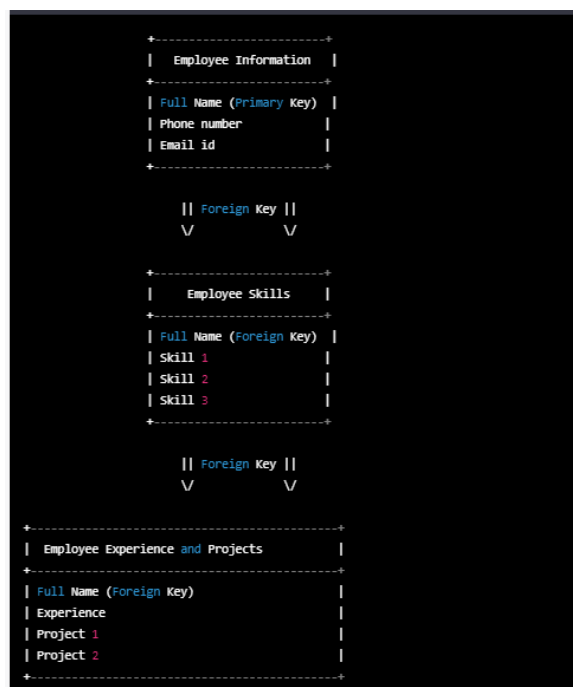 +-------------------------+
|   Employee Information   |
+-------------------------+
| Full Name (Primary Key)  |
| Phone number            |
| Email id                |
+-------------------------+
|| Foreign Key ||
\/           \/
+-------------------------+
|     Employee Skills     |
+-------------------------+
| Full Name (Foreign Key)  |
| Skill 1                 |
| Skill 2                 |
| Skill 3                 |
+-------------------------+
|| Foreign Key ||
\/           \/
+---------------------------------------------+
|  Employee Experience and Projects           |
+---------------------------------------------+
| Full Name (Foreign Key)                     |
| Experience                                  |
| Project 1                                   |
| Project 2                                   |
+---------------------------------------------+